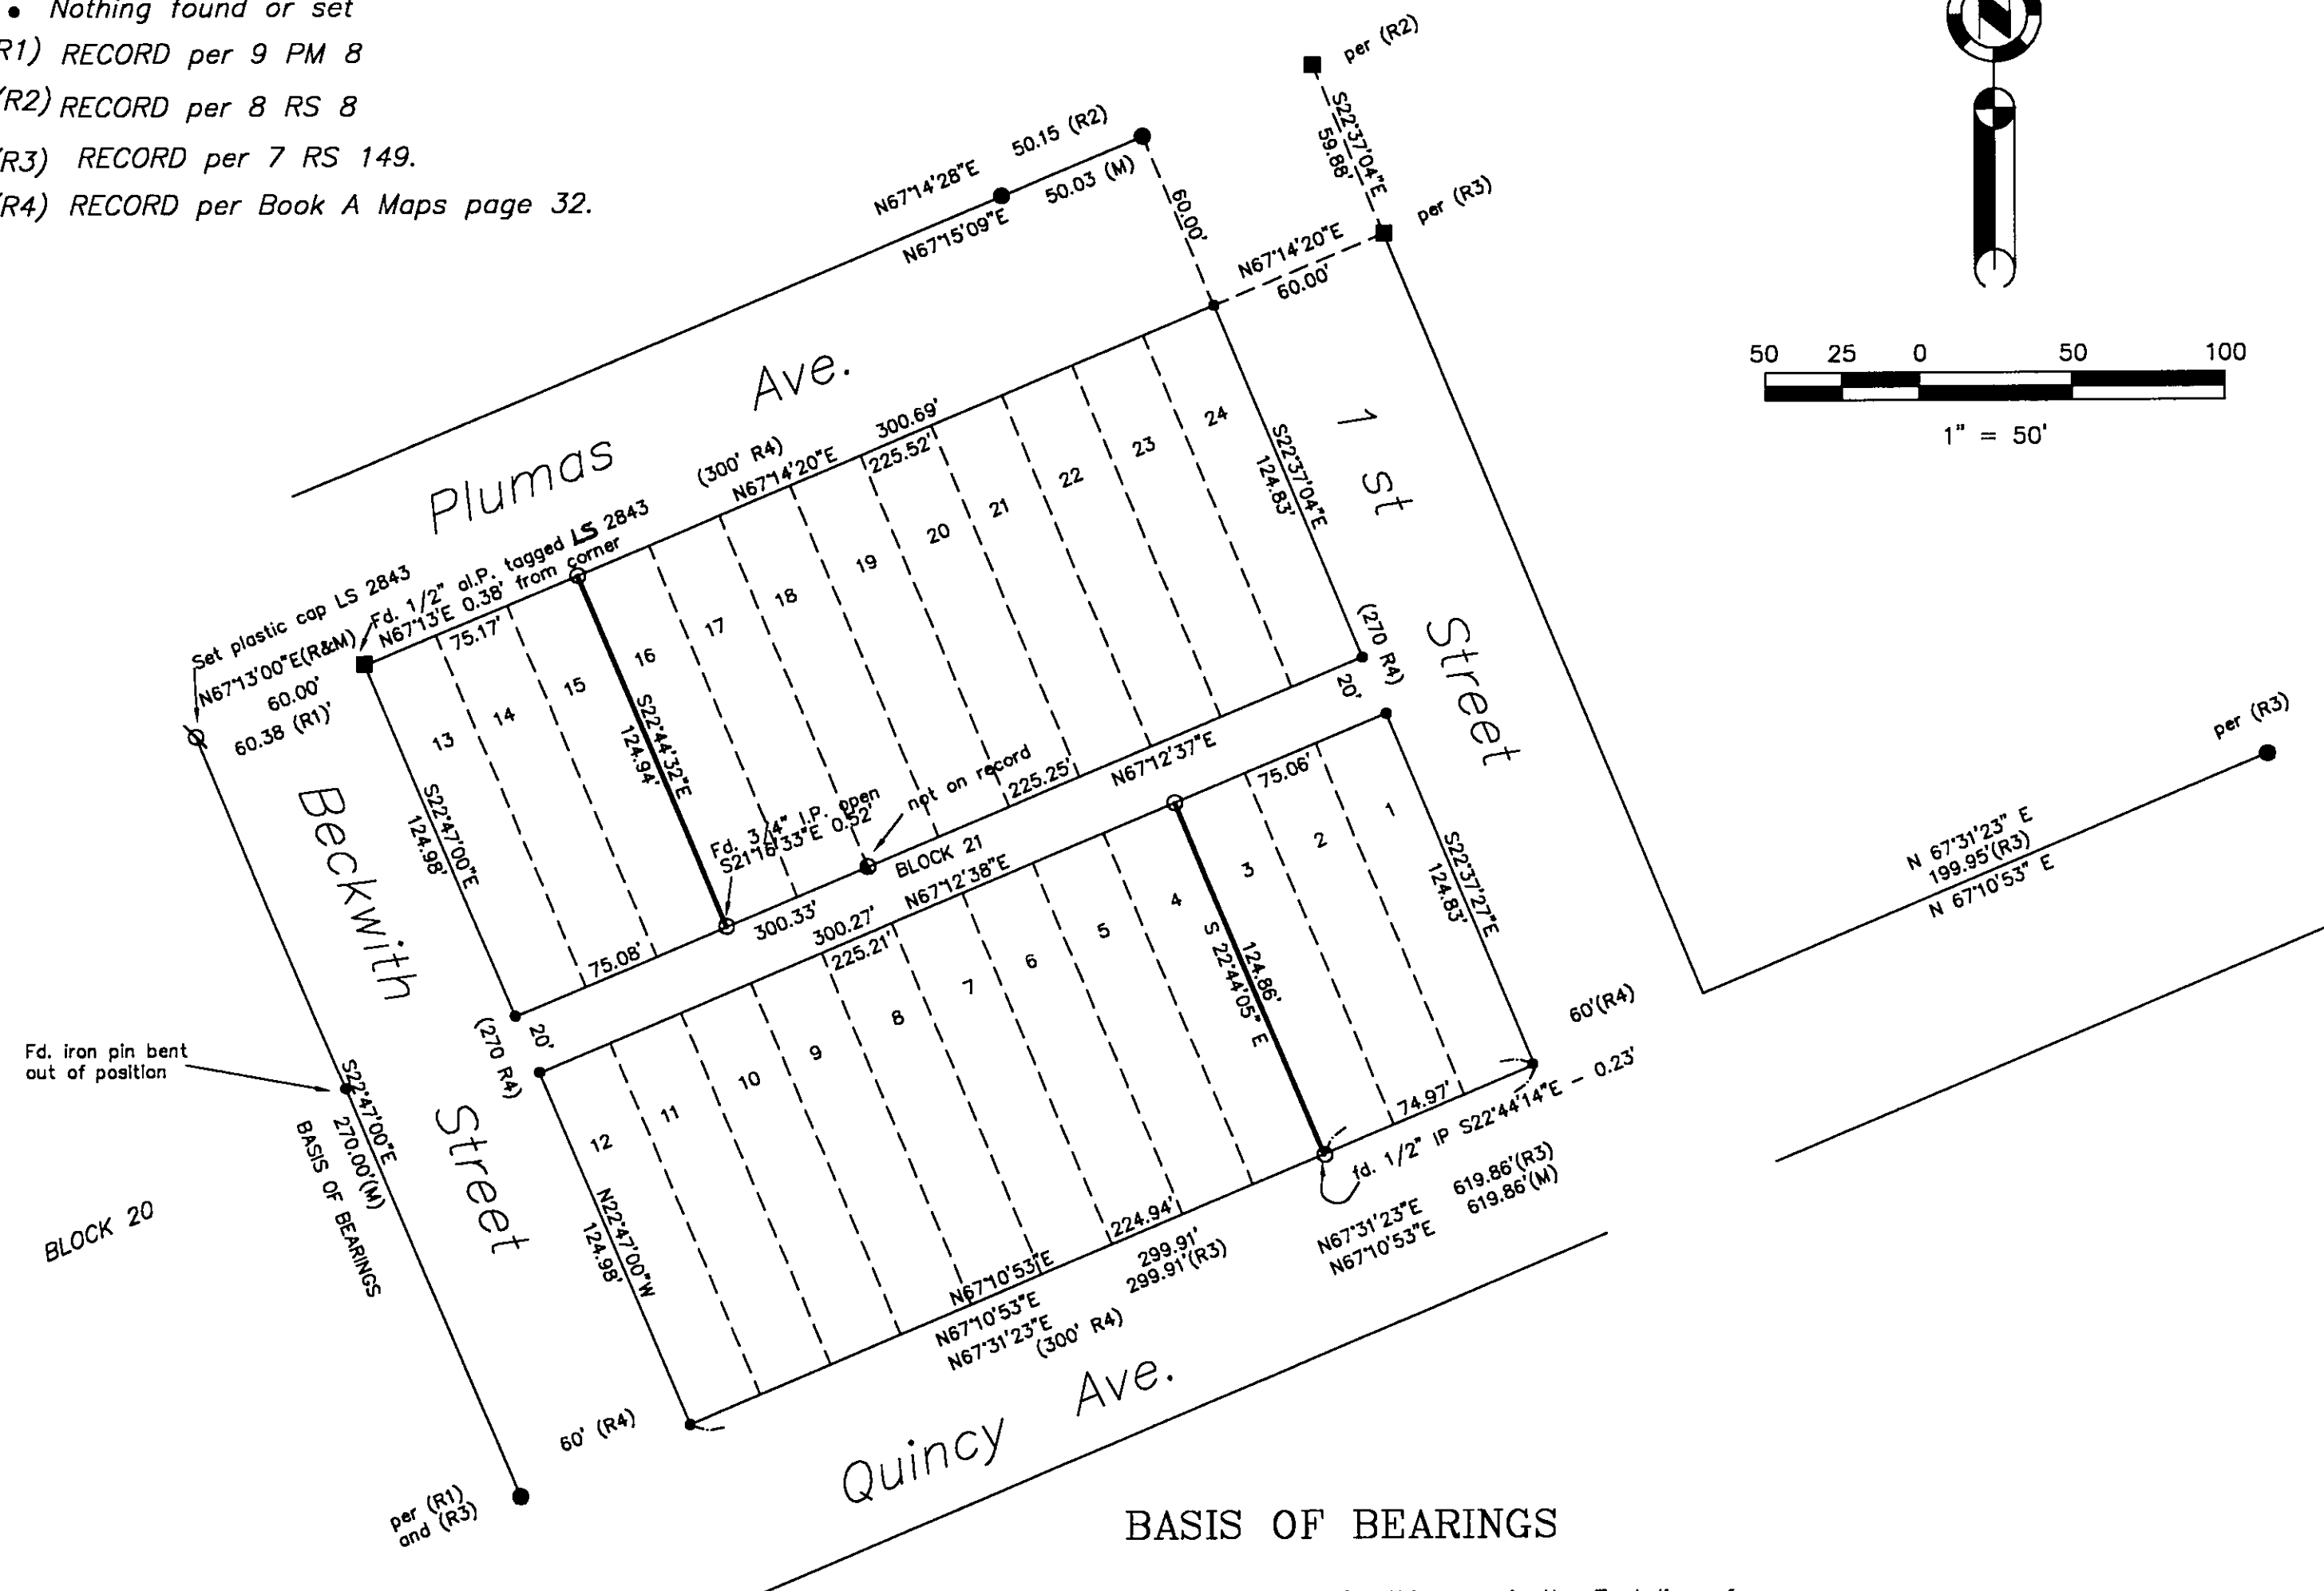 • Nothing found or set
R1) RECORD per 9 PM 8
(R2) RECORD per 8 RS 8
(R3) RECORD per 7 RS 149.
(R4) RECORD per Book A Maps page 32.
N
50 25 0 50 100
1" = 50'
per (R2)
S22°37'04"E
59.88'
per (R3)
N67°14'28"E 50.15 (R2)
N67°15'09"E 50.03 (M)
60.00'
N67°14'20"E
60.00'
Plumas Ave.
300.69'
(300' R4)
N67°14'20"E
225.52'
Set plastic cap LS 2843
Fd. 1/2" al.P. tagged LS 2843
N67°13'E 0.38' from corner
N67°13'00"E(R&M)
60.00'
60.38 (R1)'
75.17'
13
14
15
16
17
18
19
20
21
22
23
24
S22°37'04"E
124.83'
1 st Street
(270 R4)
20'
S22°47'00"E
124.98'
S22°44'32"E
124.94'
Fd. 3/4" I.P. open
S21°16'33"E 0.52'
not on record
225.25'
N67°12'37"E
BLOCK 21
75.08'
300.33'
300.27'
N67°12'38"E
225.21'
75.06'
Beckwith Street
(270 R4)
20'
Fd. iron pin bent
out of position
S22°47'00"E
270.00'(M)
BASIS OF BEARINGS
BLOCK 20
12
11
10
9
8
7
6
5
4
3
2
1
N22°47'00"W
124.98'
124.86'
S 22°44'05" E
S22°37'27"E
124.83'
per (R3)
N 67°31'23" E
199.95'(R3)
N 67°10'53" E
60'(R4)
74.97'
fd. 1/2" IP S22°44'14"E - 0.23'
619.86'(R3)
N67°31'23"E
619.86'(M)
N67°10'53"E
224.94'
299.91'
299.91'(R3)
N67°10'53"E
N67°10'53"E
N67°31'23"E
(300' R4)
60' (R4)
Quincy Ave.
per (R1)
and (R3)
BASIS OF BEARINGS